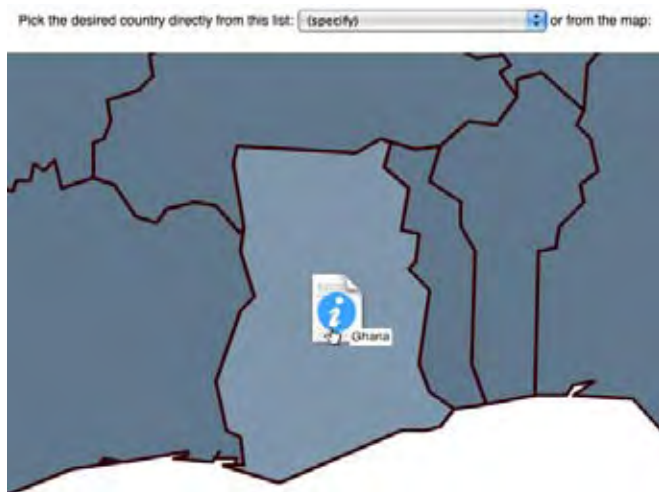 Pick the desired country directly from this list: (specify) or from the map:
Ghana